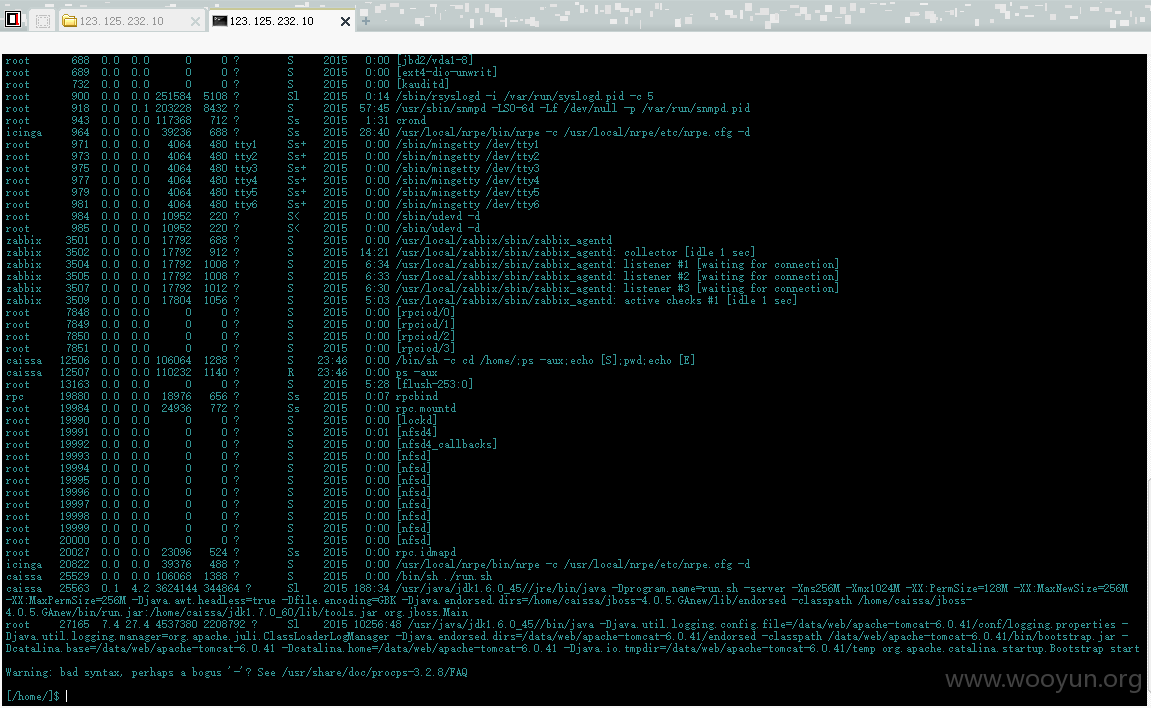 123.125.232.10 123.125.232.10
root 688 0.0 0.0 0 0 ? S 2015 0:00 [jbd2/vda1-8]
root 689 0.0 0.0 0 0 ? S 2015 0:00 [ext4-dio-unwrit]
root 732 0.0 0.0 0 0 ? S 2015 0:00 [kauditd]
root 900 0.0 0.0 251584 5108 ? Sl 2015 0:14 /sbin/rsyslogd -i /var/run/syslogd.pid -c 5
root 918 0.0 0.1 203228 8432 ? S 2015 57:45 /usr/sbin/snmpd -LS0-6d -Lf /dev/null -p /var/run/snmpd.pid
root 943 0.0 0.0 117368 712 ? Ss 2015 1:31 crond
icinga 964 0.0 0.0 39236 688 ? Ss 2015 28:40 /usr/local/nrpe/bin/nrpe -c /usr/local/nrpe/etc/nrpe.cfg -d
root 971 0.0 0.0 4064 480 tty1 Ss+ 2015 0:00 /sbin/mingetty /dev/tty1
root 973 0.0 0.0 4064 480 tty2 Ss+ 2015 0:00 /sbin/mingetty /dev/tty2
root 975 0.0 0.0 4064 480 tty3 Ss+ 2015 0:00 /sbin/mingetty /dev/tty3
root 977 0.0 0.0 4064 480 tty4 Ss+ 2015 0:00 /sbin/mingetty /dev/tty4
root 979 0.0 0.0 4064 480 tty5 Ss+ 2015 0:00 /sbin/mingetty /dev/tty5
root 981 0.0 0.0 4064 480 tty6 Ss+ 2015 0:00 /sbin/mingetty /dev/tty6
root 984 0.0 0.0 10952 220 ? S< 2015 0:00 /sbin/udevd -d
root 985 0.0 0.0 10952 220 ? S< 2015 0:00 /sbin/udevd -d
zabbix 3501 0.0 0.0 17792 688 ? S 2015 0:00 /usr/local/zabbix/sbin/zabbix_agentd
zabbix 3502 0.0 0.0 17792 912 ? S 2015 14:21 /usr/local/zabbix/sbin/zabbix_agentd: collector [idle 1 sec]
zabbix 3504 0.0 0.0 17792 1008 ? S 2015 6:34 /usr/local/zabbix/sbin/zabbix_agentd: listener #1 [waiting for connection]
zabbix 3505 0.0 0.0 17792 1008 ? S 2015 6:33 /usr/local/zabbix/sbin/zabbix_agentd: listener #2 [waiting for connection]
zabbix 3507 0.0 0.0 17792 1012 ? S 2015 6:30 /usr/local/zabbix/sbin/zabbix_agentd: listener #3 [waiting for connection]
zabbix 3509 0.0 0.0 17804 1056 ? S 2015 5:03 /usr/local/zabbix/sbin/zabbix_agentd: active checks #1 [idle 1 sec]
root 7848 0.0 0.0 0 0 ? S 2015 0:00 [rpciod/0]
root 7849 0.0 0.0 0 0 ? S 2015 0:00 [rpciod/1]
root 7850 0.0 0.0 0 0 ? S 2015 0:00 [rpciod/2]
root 7851 0.0 0.0 0 0 ? S 2015 0:00 [rpciod/3]
caissa 12506 0.0 0.0 106064 1288 ? S 23:46 0:00 /bin/sh -c cd /home/;ps -aux;echo [S];pwd;echo [E]
caissa 12507 0.0 0.0 110232 1140 ? R 23:46 0:00 ps -aux
root 13163 0.0 0.0 0 0 ? S 2015 5:28 [flush-253:0]
rpc 19880 0.0 0.0 18976 656 ? Ss 2015 0:07 rpcbind
root 19984 0.0 0.0 24936 772 ? Ss 2015 0:00 rpc.mountd
root 19990 0.0 0.0 0 0 ? S 2015 0:00 [lockd]
root 19991 0.0 0.0 0 0 ? S 2015 0:01 [nfsd4]
root 19992 0.0 0.0 0 0 ? S 2015 0:00 [nfsd4_callbacks]
root 19993 0.0 0.0 0 0 ? S 2015 0:00 [nfsd]
root 19994 0.0 0.0 0 0 ? S 2015 0:00 [nfsd]
root 19995 0.0 0.0 0 0 ? S 2015 0:00 [nfsd]
root 19996 0.0 0.0 0 0 ? S 2015 0:00 [nfsd]
root 19997 0.0 0.0 0 0 ? S 2015 0:00 [nfsd]
root 19998 0.0 0.0 0 0 ? S 2015 0:00 [nfsd]
root 19999 0.0 0.0 0 0 ? S 2015 0:00 [nfsd]
root 20000 0.0 0.0 0 0 ? S 2015 0:00 [nfsd]
root 20027 0.0 0.0 23096 524 ? Ss 2015 0:00 rpc.idmapd
icinga 20822 0.0 0.0 39376 488 ? S 2015 0:00 /usr/local/nrpe/bin/nrpe -c /usr/local/nrpe/etc/nrpe.cfg -d
caissa 25529 0.0 0.0 106068 1388 ? S 2015 0:00 /bin/sh ./run.sh
caissa 25563 0.1 4.2 3624144 344864 ? Sl 2015 188:34 /usr/java/jdk1.6.0_45//jre/bin/java -Dprogram.name=run.sh -server -Xms256M -Xmx1024M -XX:PermSize=128M -XX:MaxNewSize=256M
-XX:MaxPermSize=256M -Djava.awt.headless=true -Dfile.encoding=GBK -Djava.endorsed.dirs=/home/caissa/jboss-4.0.5.GAnew/lib/endorsed -classpath /home/caissa/jboss-
4.0.5.GAnew/bin/run.jar:/home/caissa/jdk1.7.0_60/lib/tools.jar org.jboss.Main
root 27165 7.4 27.4 4537380 2208792 ? Sl 2015 10256:48 /usr/java/jdk1.6.0_45//bin/java -Djava.util.logging.config.file=/data/web/apache-tomcat-6.0.41/conf/logging.properties -
Djava.util.logging.manager=org.apache.juli.ClassLoaderLogManager -Djava.endorsed.dirs=/data/web/apache-tomcat-6.0.41/endorsed -classpath /data/web/apache-tomcat-6.0.41/bin/bootstrap.jar -
Dcatalina.base=/data/web/apache-tomcat-6.0.41 -Dcatalina.home=/data/web/apache-tomcat-6.0.41 -Djava.io.tmpdir=/data/web/apache-tomcat-6.0.41/temp org.apache.catalina.startup.Bootstrap start
Warning: bad syntax, perhaps a bogus '-'? See /usr/share/doc/procps-3.2.8/FAQ
[/home/]$
www.wooyun.org